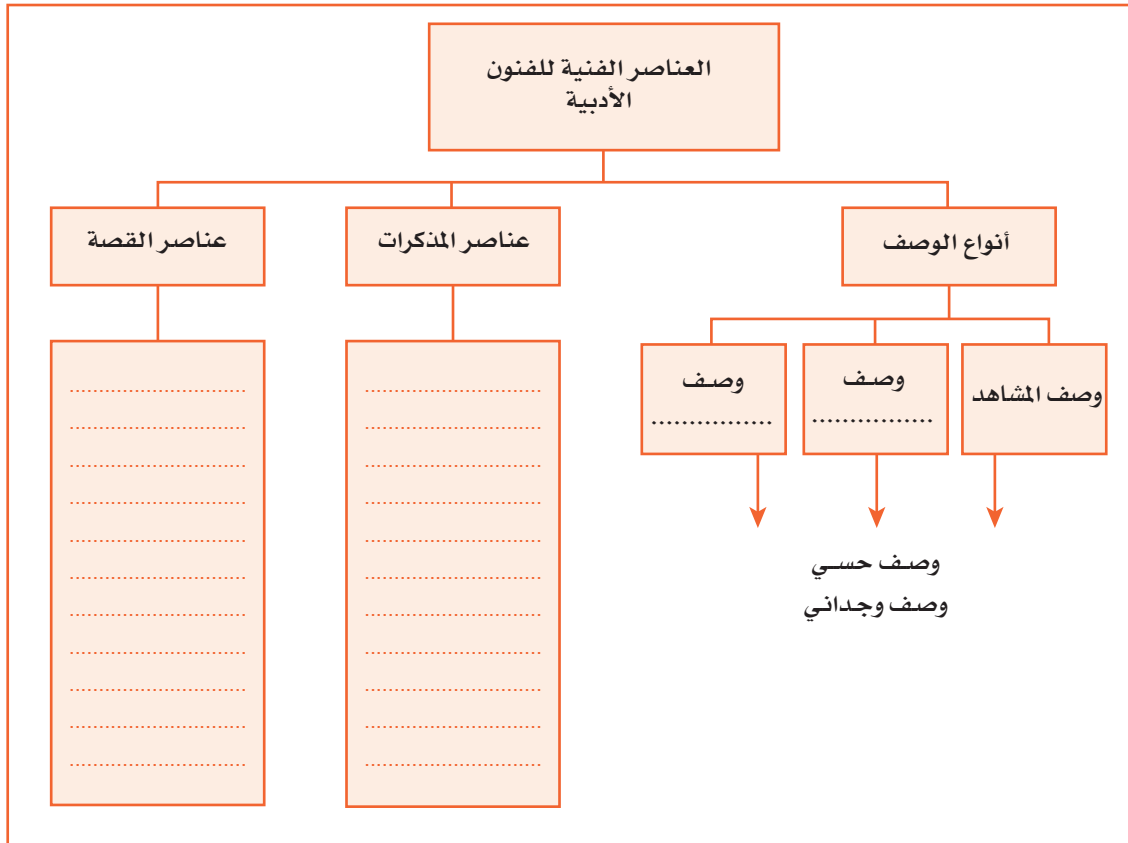 العناصر الفنية للفنون
الأدبية
أنواع الوصف
عناصر المذكرات
عناصر القصة
وصف المشاهد
وصف
................
وصف
................
وصف حسي
وصف وجداني